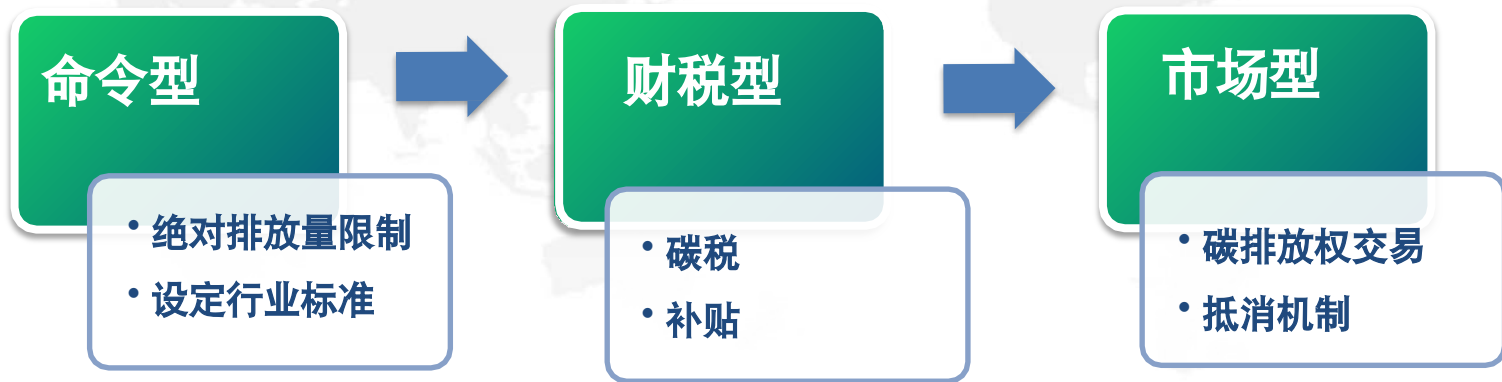 命令型
• 绝对排放量限制
• 设定行业标准
财税型
• 碳税
• 补贴
市场型
• 碳排放权交易
• 抵消机制